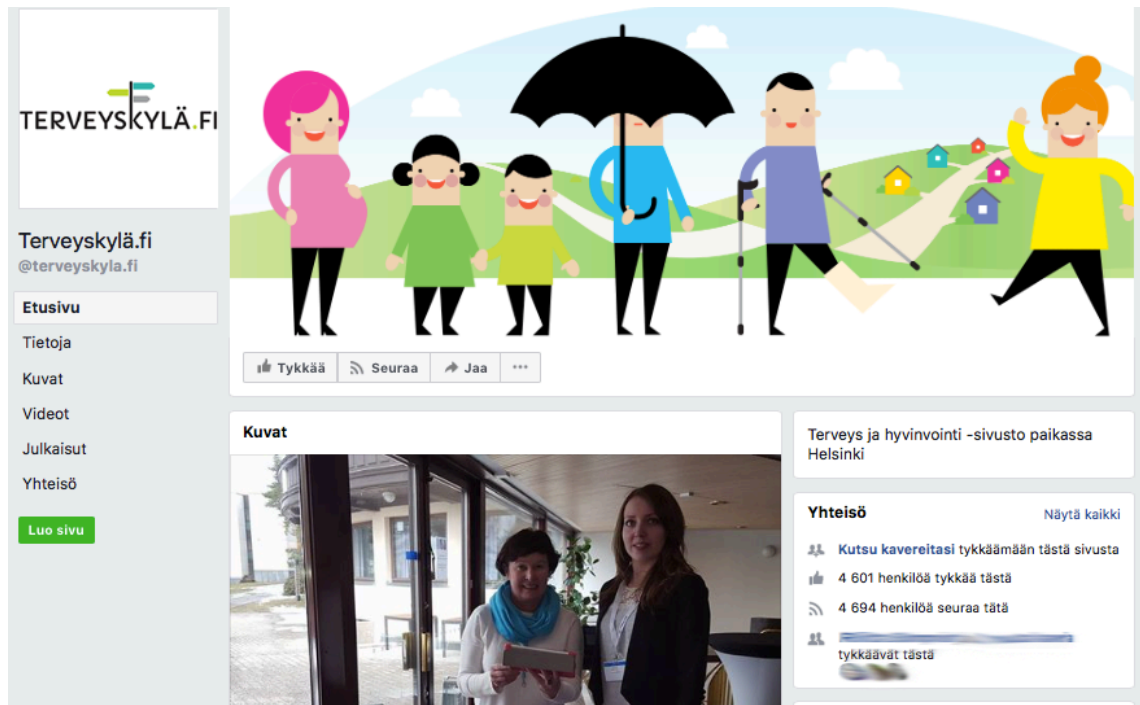 TERVEYSKYLÄ.FI
Terveyskylä.fi
@terveyskyla.fi
Etusivu
Tietoja
Kuvat
Videot
Julkaisut
Yhteisö
Luo sivu
Tykkää
Seuraa
Jaa
Kuvat
Terveys ja hyvinvointi -sivusto paikassa
Helsinki
Yhteisö
Näytä kaikki
Kutsu kavereitasi tykkäämään tästä sivusta
4 601 henkilöä tykkää tästä
4 694 henkilöä seuraa tätä
tykkäävät tästä